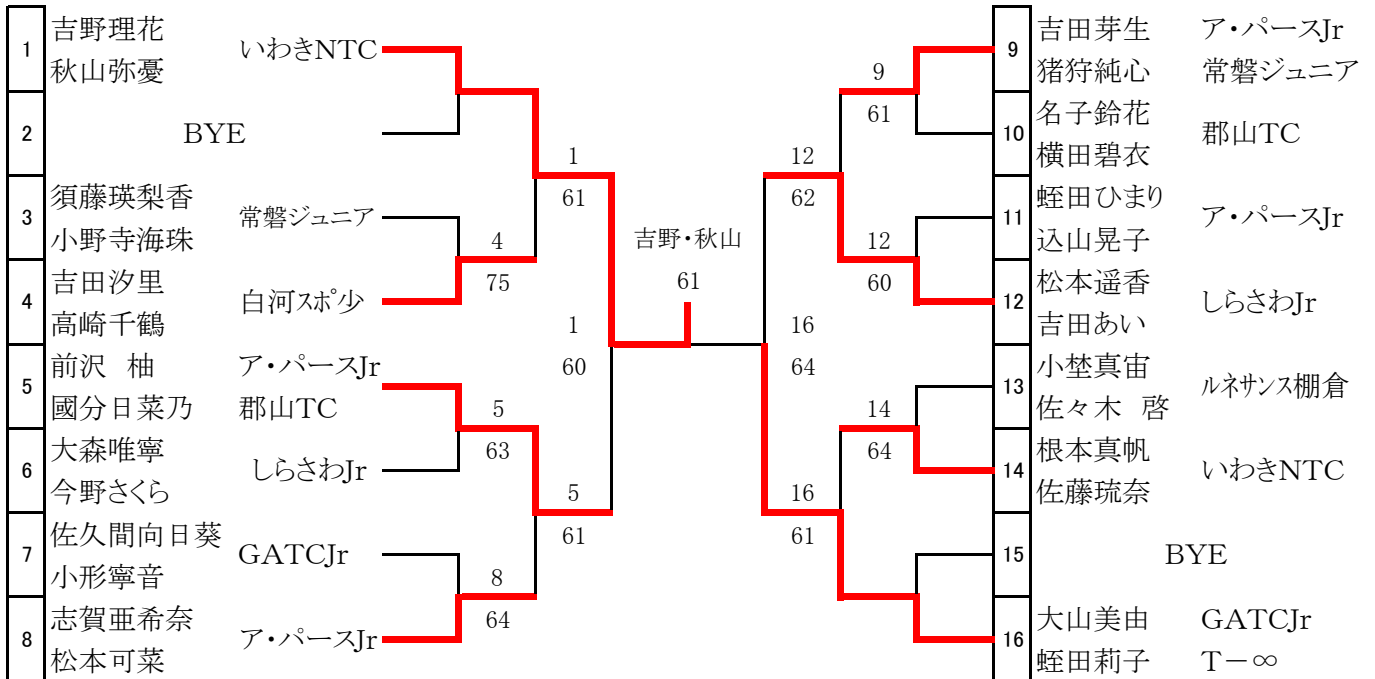 1
吉野理花
秋山弥憂
いわきNTC
2
BYE
3
須藤瑛梨香
小野寺海珠
常磐ジュニア
4
吉田汐里
高崎千鶴
白河スポ少
5
前沢 柚
ア・パースJr
國分日菜乃
郡山TC
6
大森唯寧
今野さくら
しらさわJr
7
佐久間向日葵
小形寧音
GATCJr
8
志賀亜希奈
松本可菜
ア・パースJr
4
75
5
63
8
64
1
61
5
61
1
60
吉野・秋山
61
16
64
12
62
16
61
9
61
12
60
14
64
9
吉田芽生
ア・パースJr
猪狩純心
常磐ジュニア
10
名子鈴花
横田碧衣
郡山TC
11
蛭田ひまり
込山晃子
ア・パースJr
12
松本遥香
吉田あい
しらさわJr
13
小埜真宙
佐々木 啓
ルネサンス棚倉
14
根本真帆
佐藤琉奈
いわきNTC
15
BYE
16
大山美由
GATCJr
蛭田莉子
T-∞